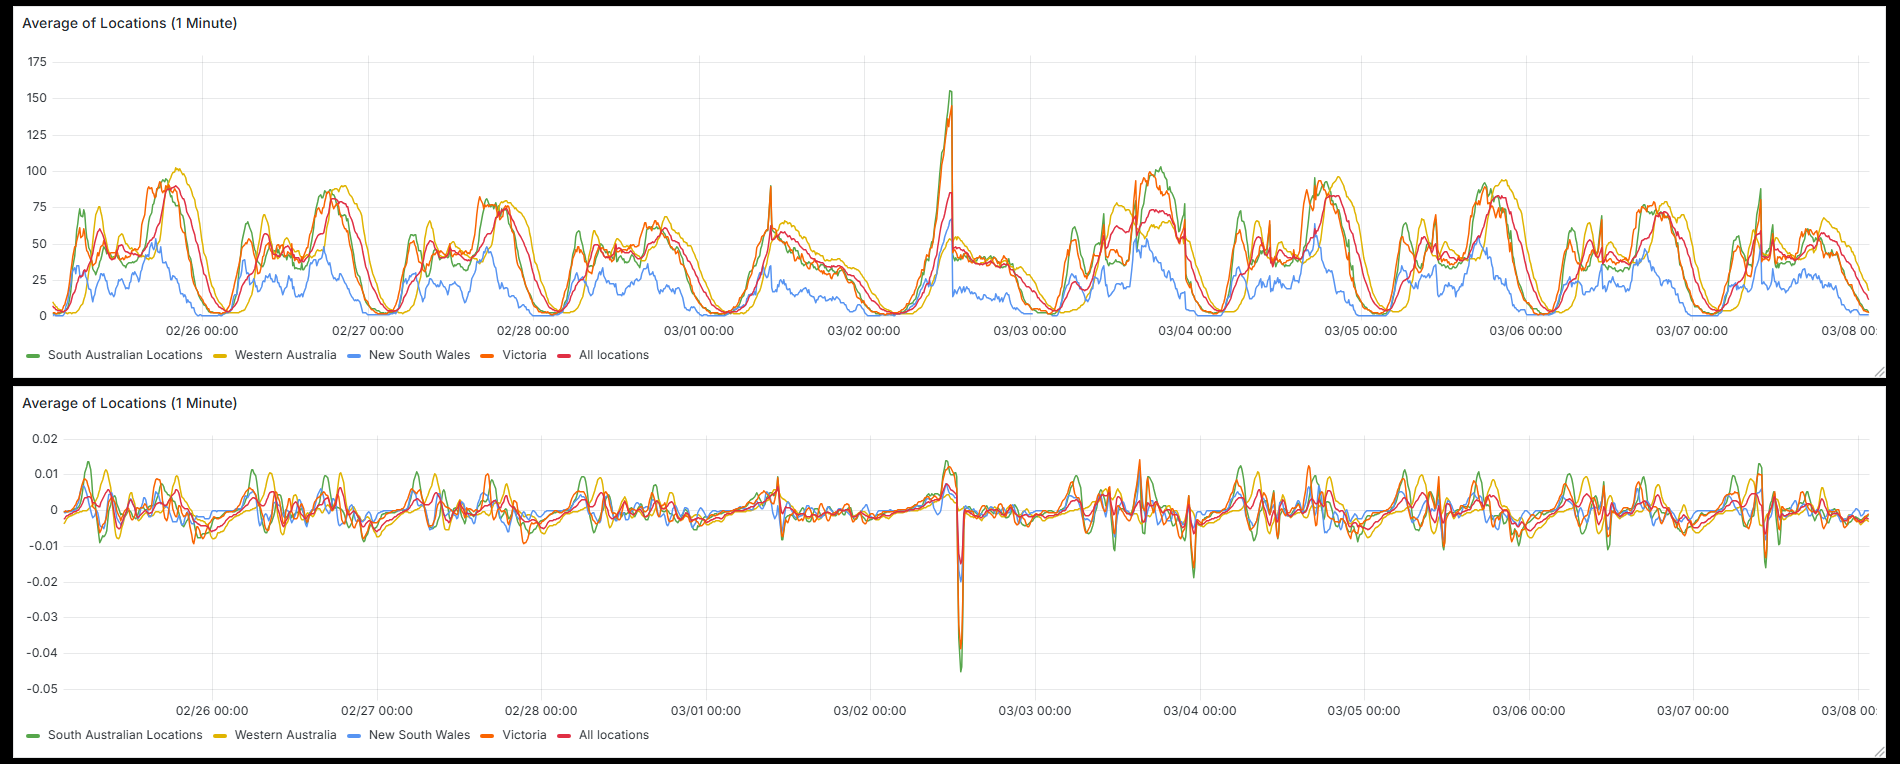 Average of Locations (1 Minute)
175
150
125
100
75
50
25
0
02/26 00:00 02/27 00:00 02/28 00:00 03/01 00:00 03/02 00:00 03/03 00:00 03/04 00:00 03/05 00:00 03/06 00:00 03/07 00:00 03/08 00:
South Australian Locations Western Australia New South Wales Victoria All locations
Average of Locations (1 Minute)
0.02
0.01
0
-0.01
-0.02
-0.03
-0.04
-0.05
02/26 00:00 02/27 00:00 02/28 00:00 03/01 00:00 03/02 00:00 03/03 00:00 03/04 00:00 03/05 00:00 03/06 00:00 03/07 00:00 03/08 00:
South Australian Locations Western Australia New South Wales Victoria All locations